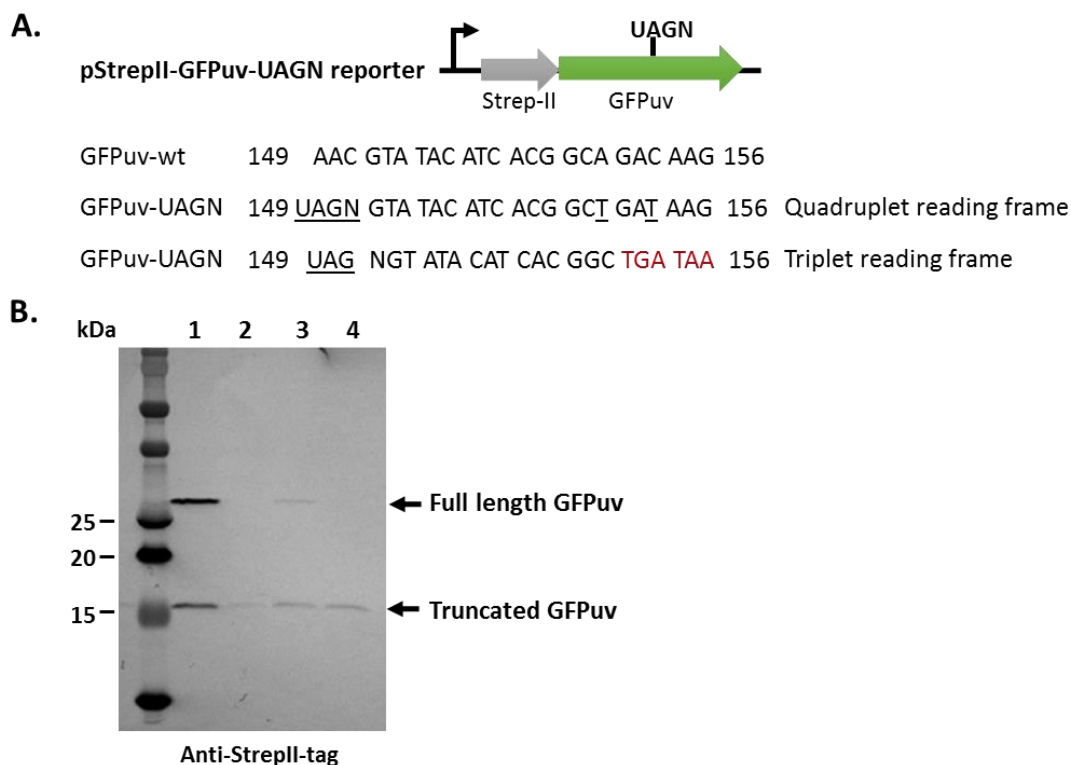 A.
UAGN
pStrepII-GFPuv-UAGN reporter
Strep-II GFPuv
GFPuv-wt 149 AAC GTA TAC ATC ACG GCA GAC AAG 156
GFPuv-UAGN 149 UAGN GTA TAC ATC ACG GCT GAT AAG 156 Quadruplet reading frame
GFPuv-UAGN 149 UAG NGT ATA CAT CAC GGC TGA TAA 156 Triplet reading frame
B.
kDa 1 2 3 4
Full length GFPuv
25
20
15
Truncated GFPuv
Anti-StrepII-tag